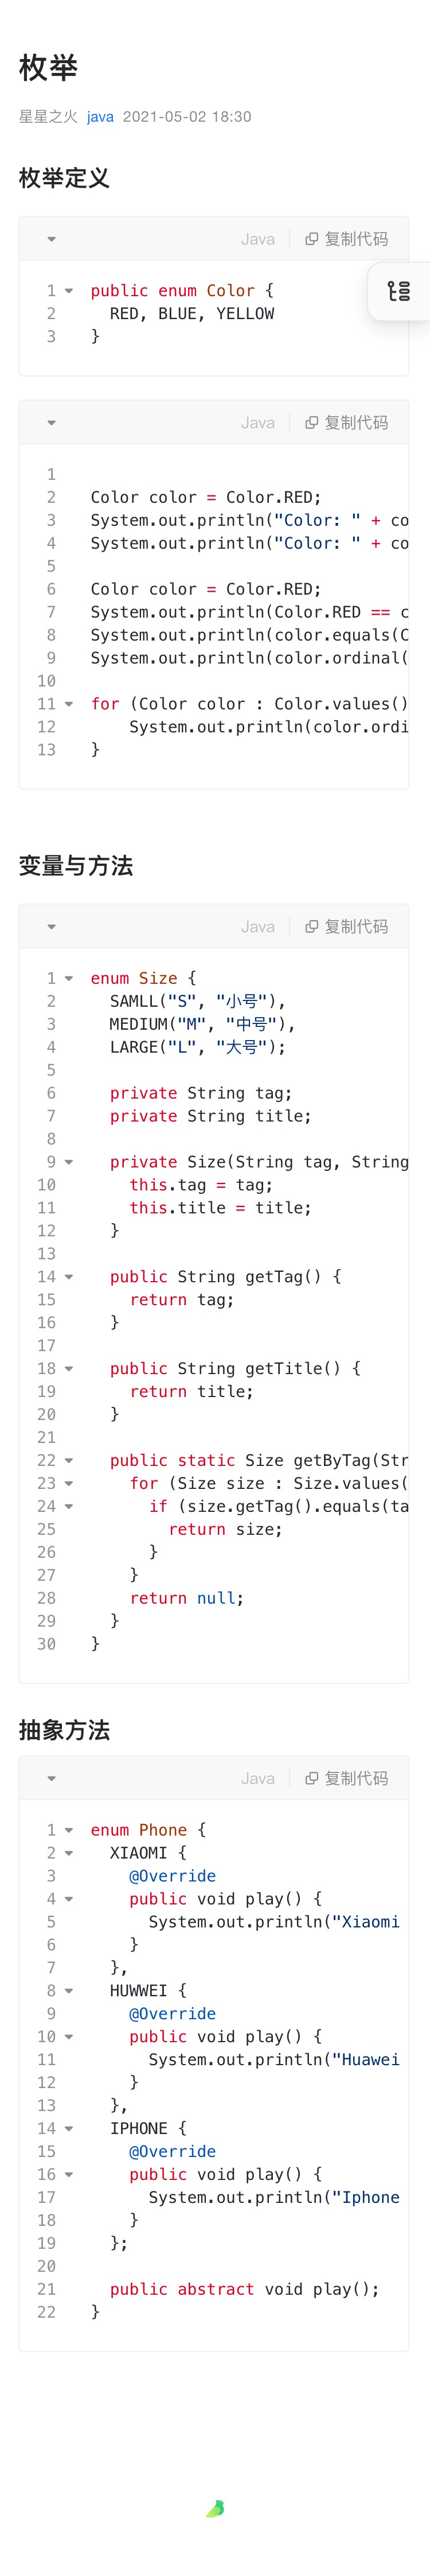 枚举
星星之火 java 2021-05-02 18:30
枚举定义
Java 复制代码
1 public enum Color {
2   RED, BLUE, YELLOW
3 }
Java 复制代码
1
2 Color color = Color.RED;
3 System.out.println("Color: " + co
4 System.out.println("Color: " + co
5
6 Color color = Color.RED;
7 System.out.println(Color.RED == c
8 System.out.println(color.equals(C
9 System.out.println(color.ordinal(
10
11 for (Color color : Color.values()
12     System.out.println(color.ordi
13 }
变量与方法
Java 复制代码
1 enum Size {
2   SAMLL("S", "小号"),
3   MEDIUM("M", "中号"),
4   LARGE("L", "大号");
5
6   private String tag;
7   private String title;
8
9   private Size(String tag, String
10     this.tag = tag;
11     this.title = title;
12   }
13
14   public String getTag() {
15     return tag;
16   }
17
18   public String getTitle() {
19     return title;
20   }
21
22   public static Size getByTag(Str
23     for (Size size : Size.values(
24       if (size.getTag().equals(ta
25         return size;
26       }
27     }
28     return null;
29   }
30 }
抽象方法
Java 复制代码
1 enum Phone {
2   XIAOMI {
3     @Override
4     public void play() {
5       System.out.println("Xiaomi
6     }
7   },
8   HUWWEI {
9     @Override
10     public void play() {
11       System.out.println("Huawei
12     }
13   },
14   IPHONE {
15     @Override
16     public void play() {
17       System.out.println("Iphone
18     }
19   };
20
21   public abstract void play();
22 }